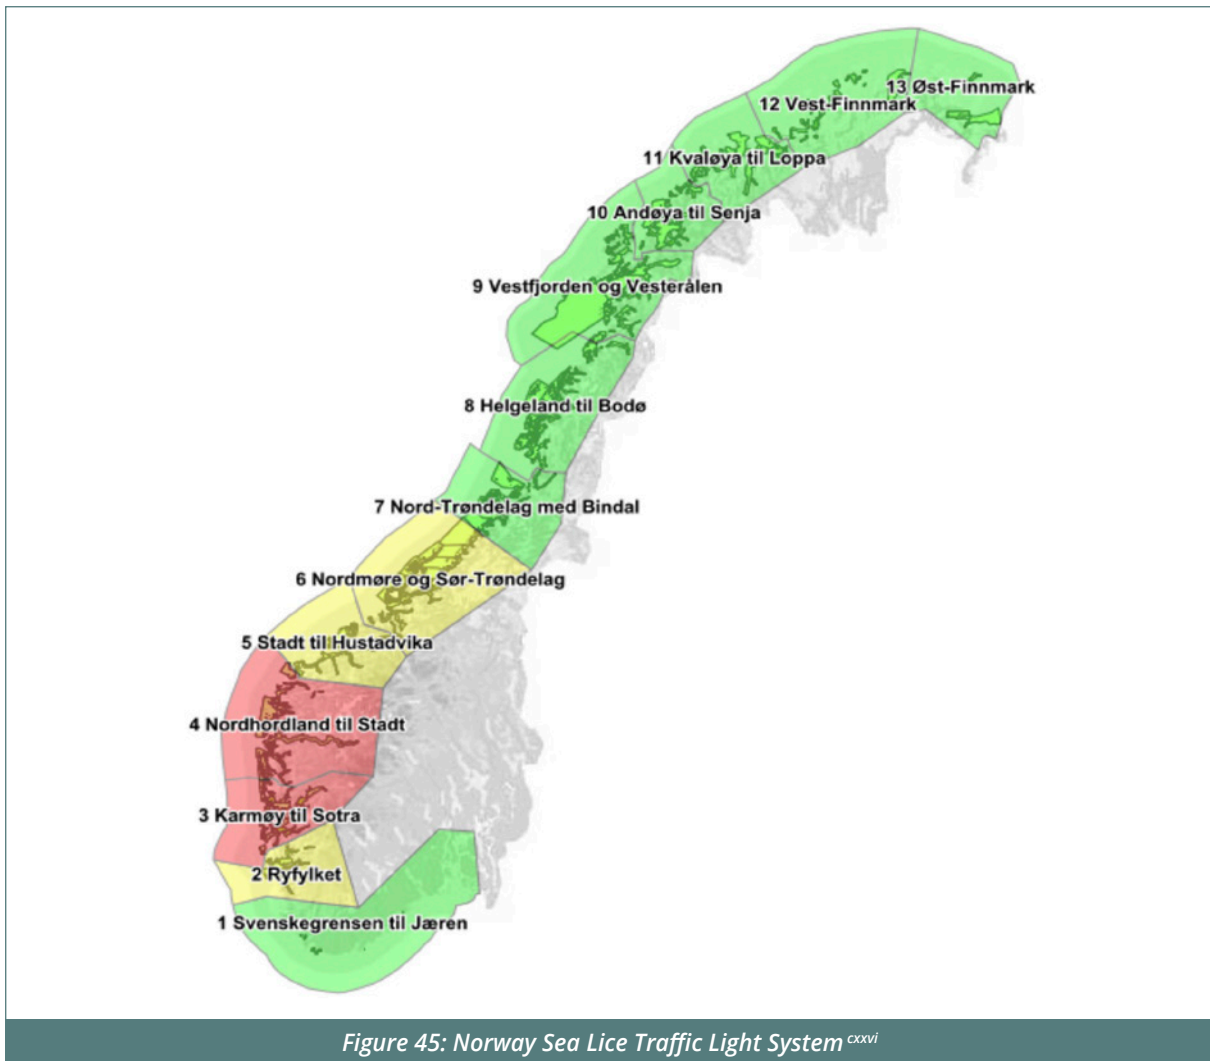 13 Øst-Finnmark
12 Vest-Finnmark
11 Kvaløya til Loppa
10 Andøya til Senja
9 Vestfjorden og Vesterålen
8 Helgeland til Bodø
7 Nord-Trøndelag med Bindal
6 Nordmøre og Sør-Trøndelag
5 Stadt til Hustadvika
4 Nordhordland til Stadt
3 Karmøy til Sotra
2 Ryfylket
1 Svenskegrensen til Jæren
Figure 45: Norway Sea Lice Traffic Light System cxxvi